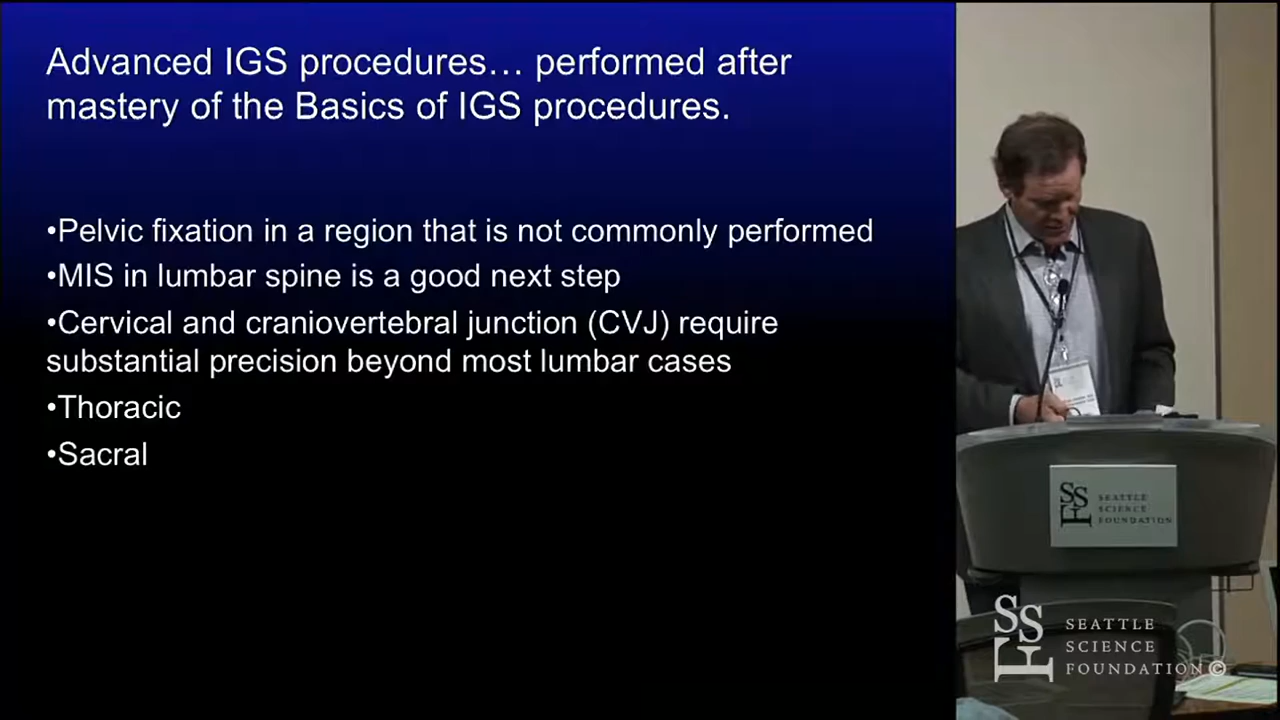 Advanced IGS procedures… performed after
mastery of the Basics of IGS procedures.
•Pelvic fixation in a region that is not commonly performed
•MIS in lumbar spine is a good next step
•Cervical and craniovertebral junction (CVJ) require
substantial precision beyond most lumbar cases
•Thoracic
•Sacral
SSF
SEATTLE
SCIENCE
FOUNDATION
SSF
SEATTLE
SCIENCE
FOUNDATION©